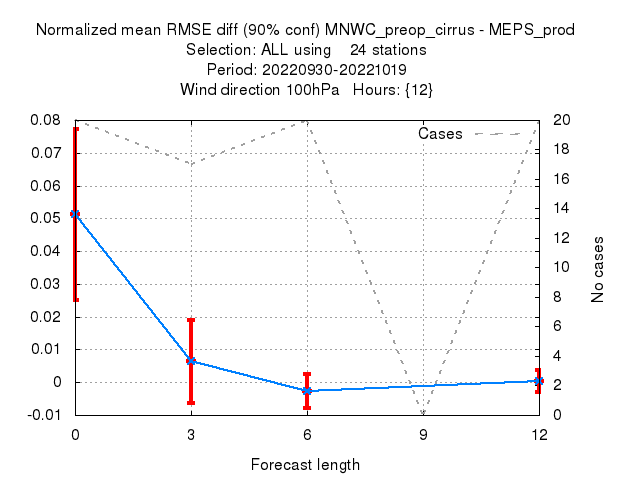 Normalized mean RMSE diff (90% conf) MNWC_preop_cirrus - MEPS_prod
Selection: ALL using    24 stations
Period: 20220930-20221019
Wind direction 100hPa   Hours: {12}
Cases
0.08
0.07
0.06
0.05
0.04
0.03
0.02
0.01
0
-0.01
20
18
16
14
12
10
8
6
4
2
0
No cases
0 3 6 9 12
Forecast length